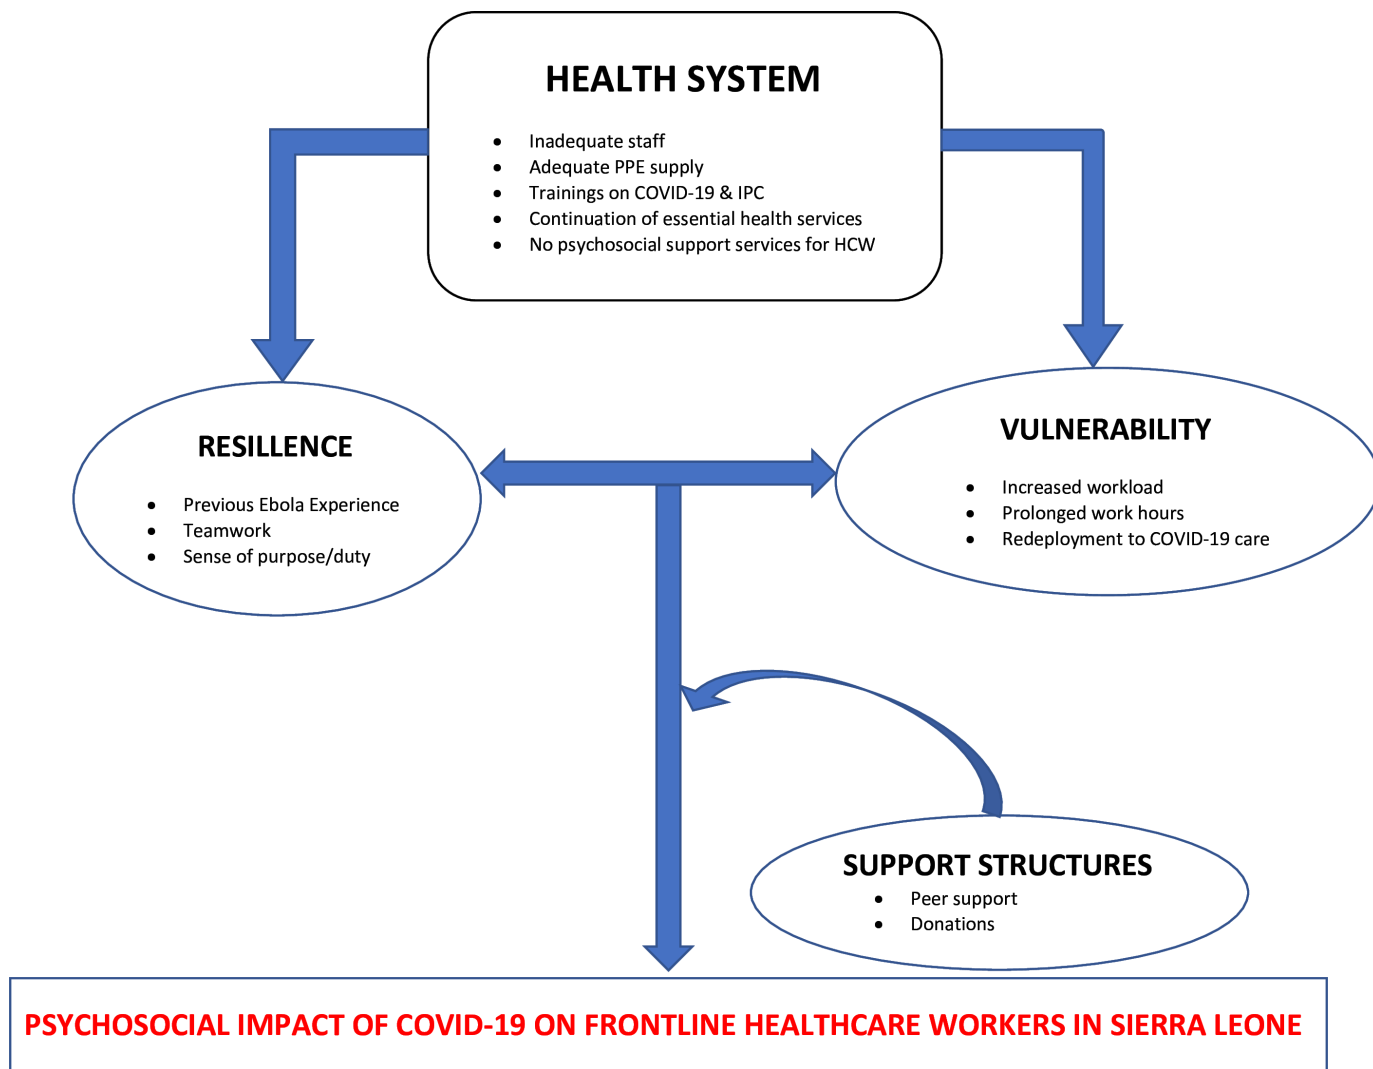 HEALTH SYSTEM
• Inadequate staff
• Adequate PPE supply
• Trainings on COVID-19 & IPC
• Continuation of essential health services
• No psychosocial support services for HCW
RESILLENCE
• Previous Ebola Experience
• Teamwork
• Sense of purpose/duty
VULNERABILITY
• Increased workload
• Prolonged work hours
• Redeployment to COVID-19 care
SUPPORT STRUCTURES
• Peer support
• Donations
PSYCHOSOCIAL IMPACT OF COVID-19 ON FRONTLINE HEALTHCARE WORKERS IN SIERRA LEONE